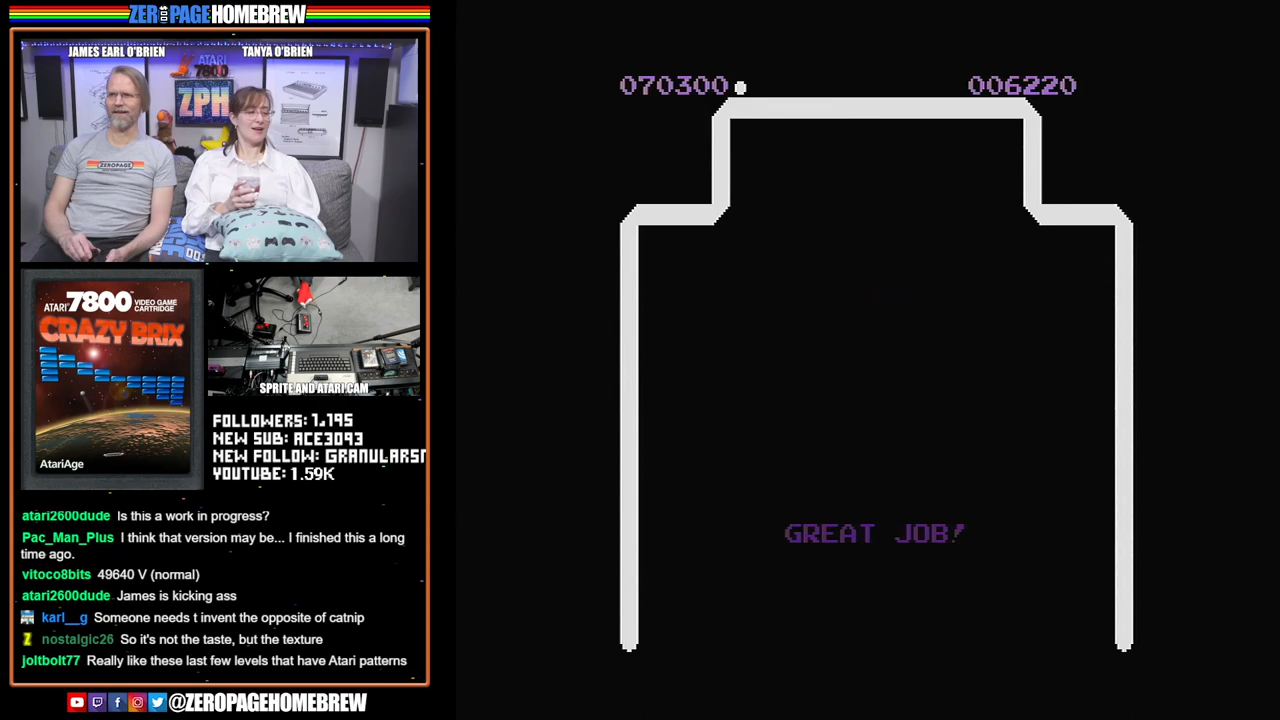 ZEROPAGE HOMEBREW
JAMES EARL O'BRIEN
TANYA O'BRIEN
ATARI
7800
ZPH
ZEROPAGE
ATARI 7800 VIDEO GAME CARTRIDGE
CRAZY BRIX
AtariAge
SPRITE AND ATARI CAM
FOLLOWERS: 1,195
NEW SUB: ACE3093
NEW FOLLOW: GRANULARSM
YOUTUBE: 1.59K
atari2600dude Is this a work in progress?
Pac_Man_Plus I think that version may be... I finished this a long
time ago.
vitoco8bits 49640 V (normal)
atari2600dude James is kicking ass
karl__g Someone needs t invent the opposite of catnip
nostalgic26 So it's not the taste, but the texture
joltbolt77 Really like these last few levels that have Atari patterns
@ZEROPAGEHOMEBREW
070300
006220
GREAT JOB!